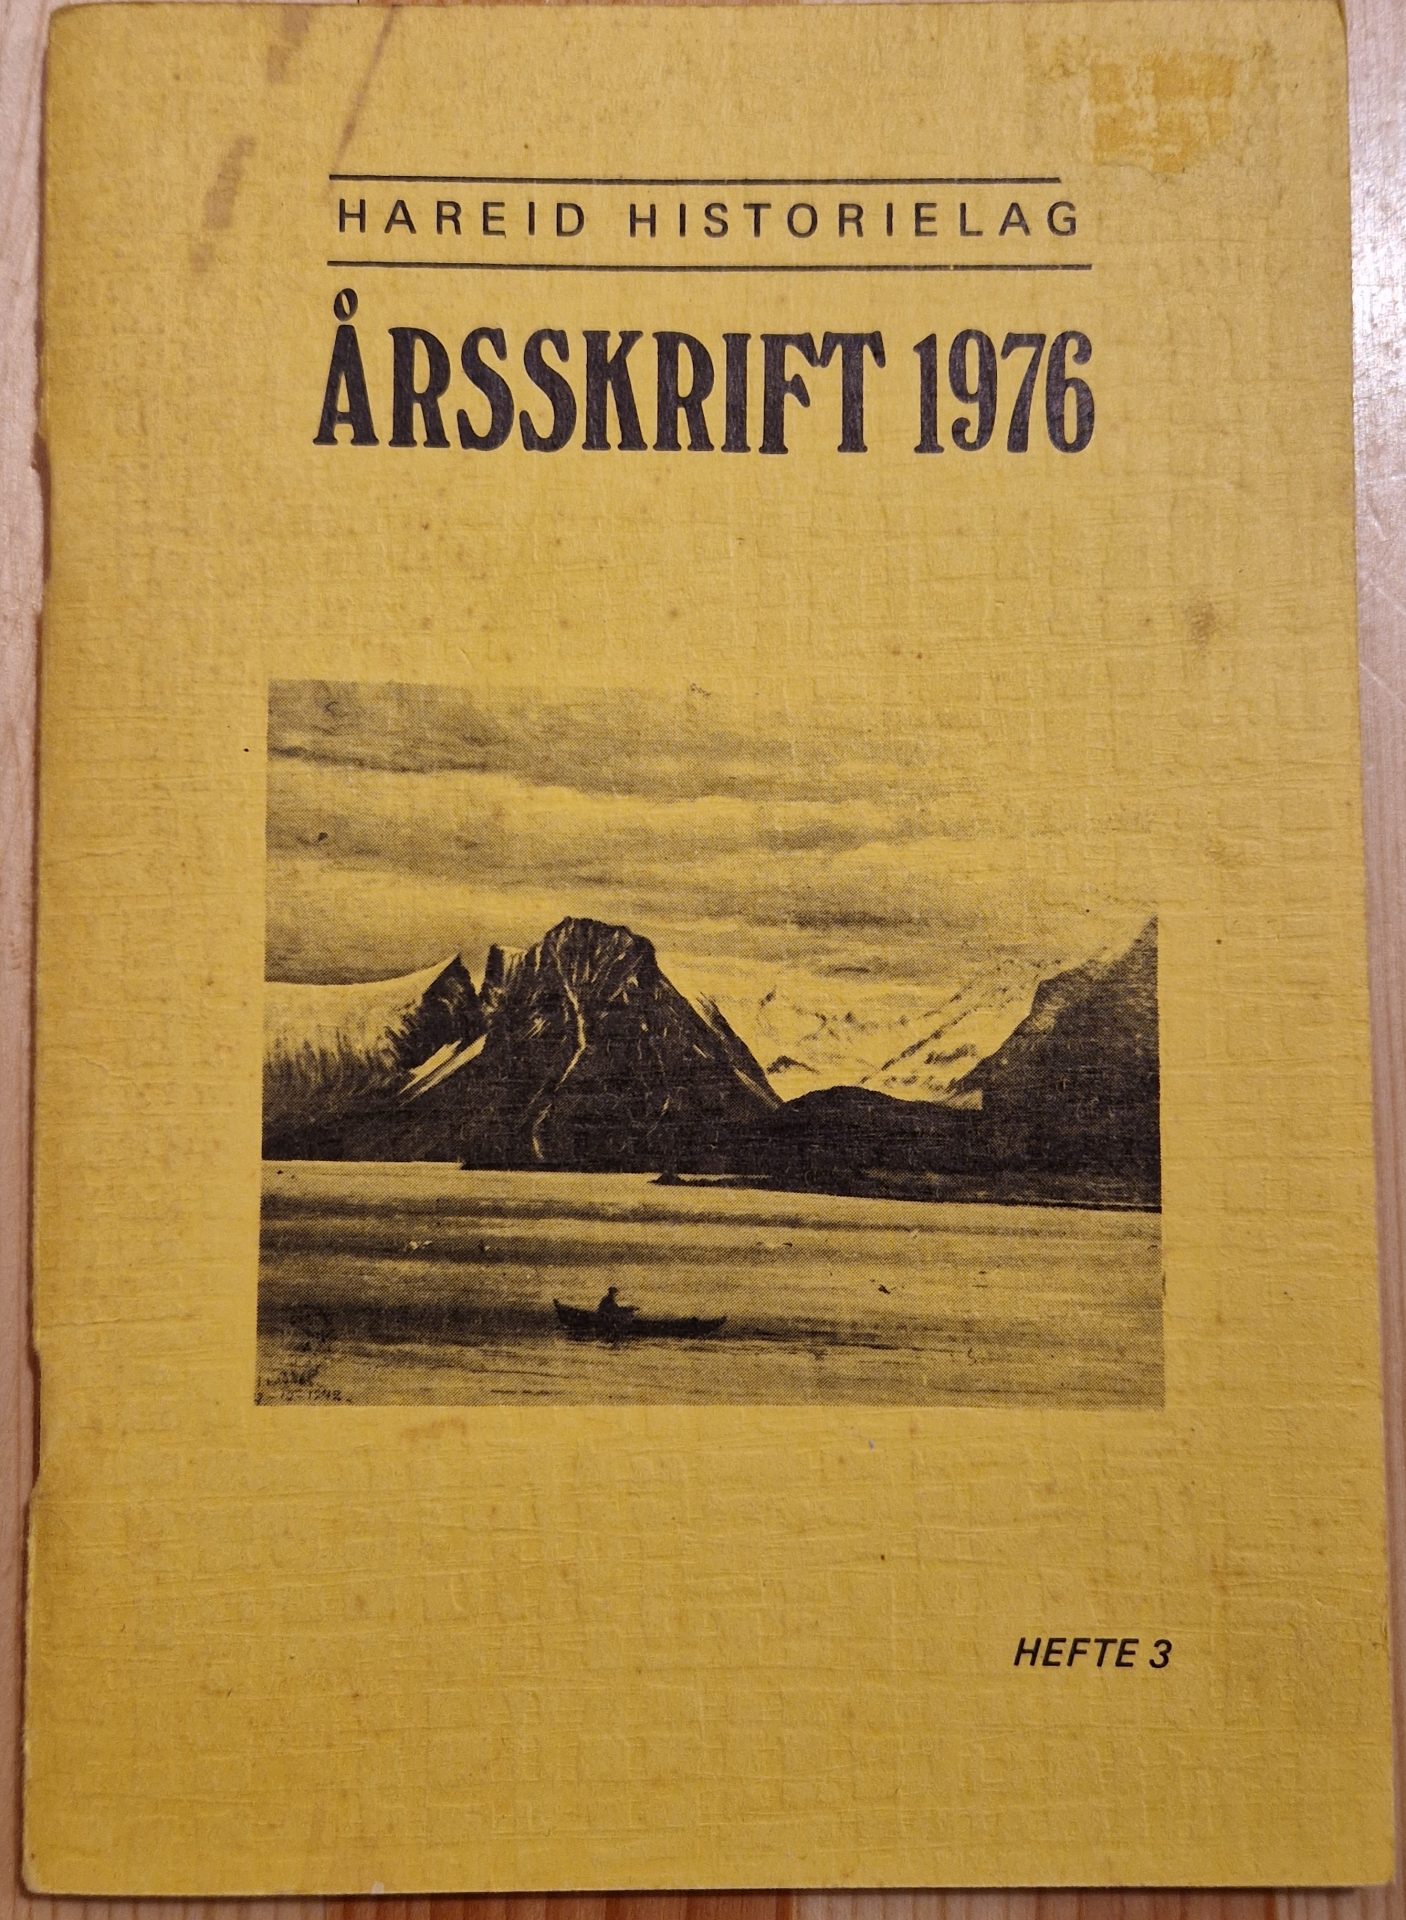 HAREID HISTORIELAG
ÅRSSKRIFT 1976
HEFTE 3